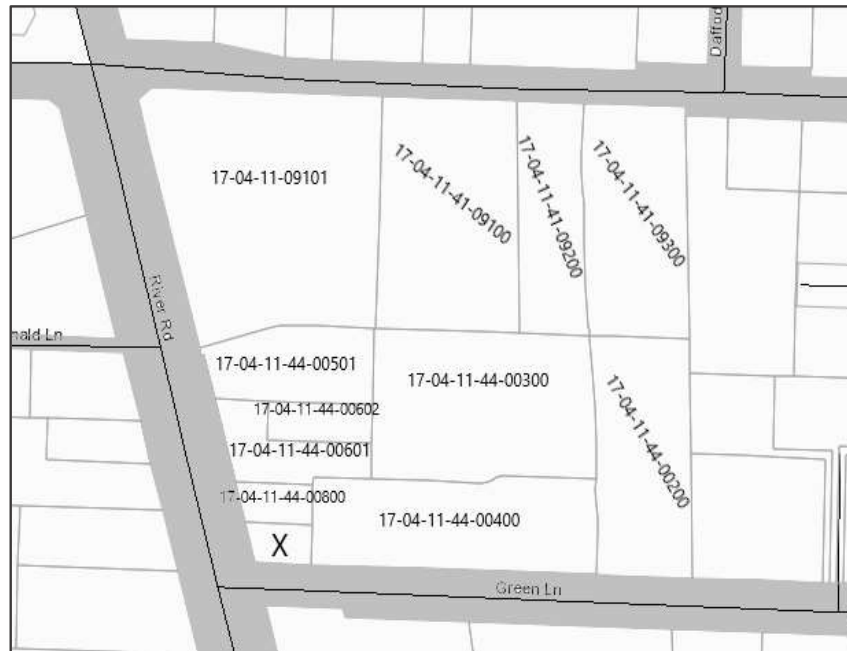 Daffod
17-04-11-09101
17-04-11-41-09100
17-04-11-41-09200
17-04-11-41-09300
River Rd
nald Ln
17-04-11-44-00501
17-04-11-44-00300
17-04-11-44-00602
17-04-11-44-00200
17-04-11-44-00601
17-04-11-44-00800
17-04-11-44-00400
X
Green Ln